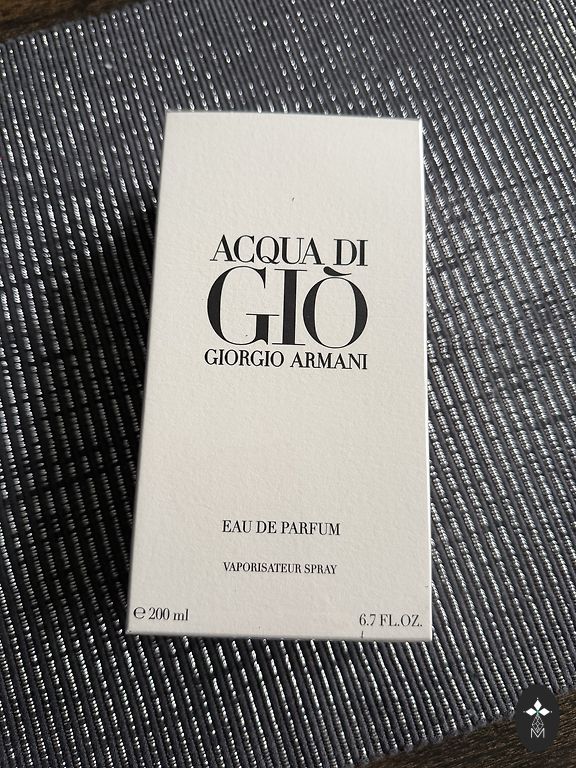 ACQUA DI
GIÒ
GIORGIO ARMANI
EAU DE PARFUM
VAPORISATEUR SPRAY
℮ 200 ml
6.7 FL.OZ.
M